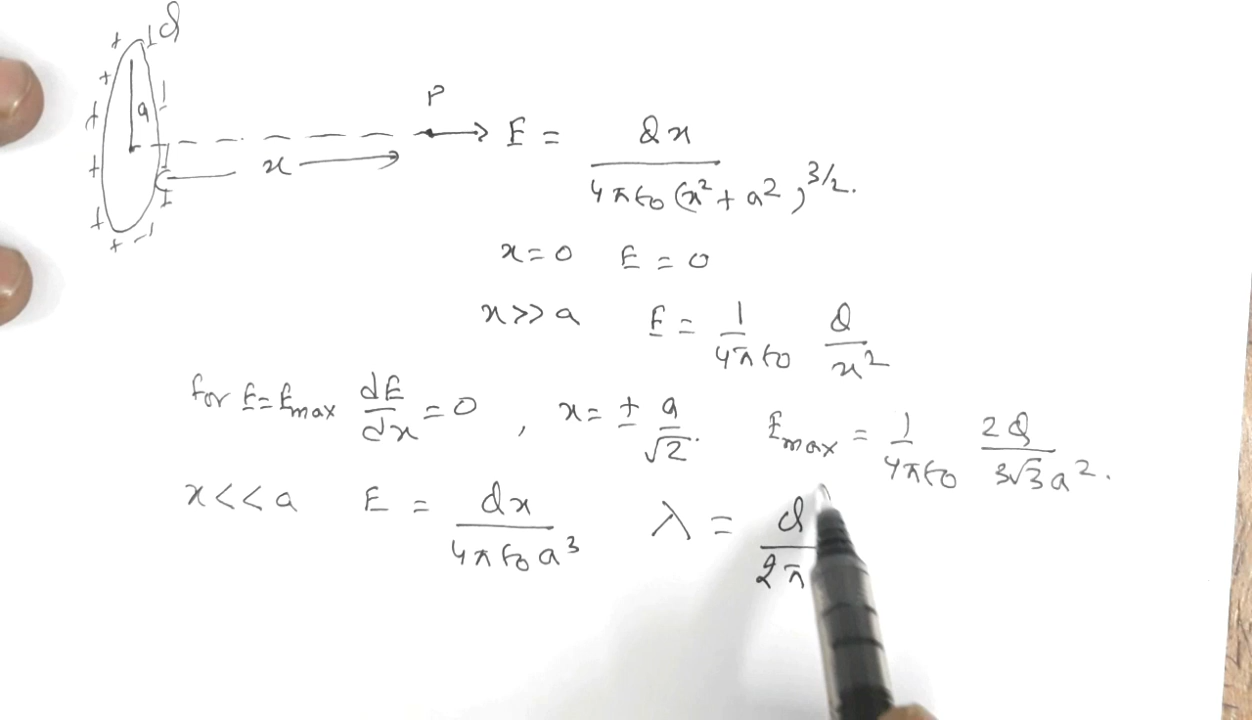 + + Q
+
+ a
+
+
+ -
P
x → E = Qx / 4πε₀ (x² + a²)^3/2.
x = 0 E = 0
x >> a E = 1/4πε₀ Q/x²
for E = Emax dE/dx = 0 , x = ± a/√2. Emax = 1/4πε₀ 2Q/3√3a².
x << a E = Qx/4πε₀a³ λ = Q/2π